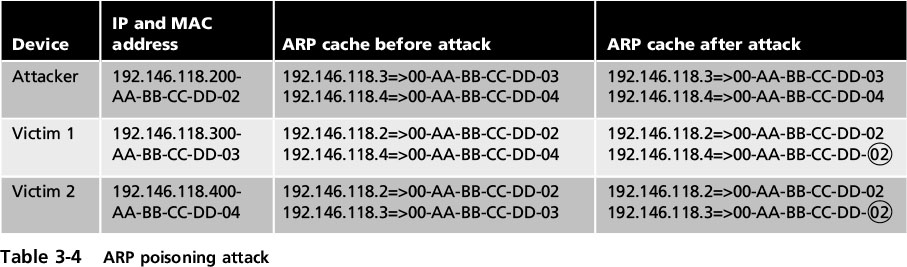 Device
IP and MAC
address
ARP cache before attack
ARP cache after attack
Attacker
192.146.118.200-
AA-BB-CC-DD-02
192.146.118.3=>00-AA-BB-CC-DD-03
192.146.118.4=>00-AA-BB-CC-DD-04
192.146.118.3=>00-AA-BB-CC-DD-03
192.146.118.4=>00-AA-BB-CC-DD-04
Victim 1
192.146.118.300-
AA-BB-CC-DD-03
192.146.118.2=>00-AA-BB-CC-DD-02
192.146.118.4=>00-AA-BB-CC-DD-04
192.146.118.2=>00-AA-BB-CC-DD-02
192.146.118.4=>00-AA-BB-CC-DD-02
Victim 2
192.146.118.400-
AA-BB-CC-DD-04
192.146.118.2=>00-AA-BB-CC-DD-02
192.146.118.3=>00-AA-BB-CC-DD-03
192.146.118.2=>00-AA-BB-CC-DD-02
192.146.118.3=>00-AA-BB-CC-DD-02
Table 3-4 ARP poisoning attack